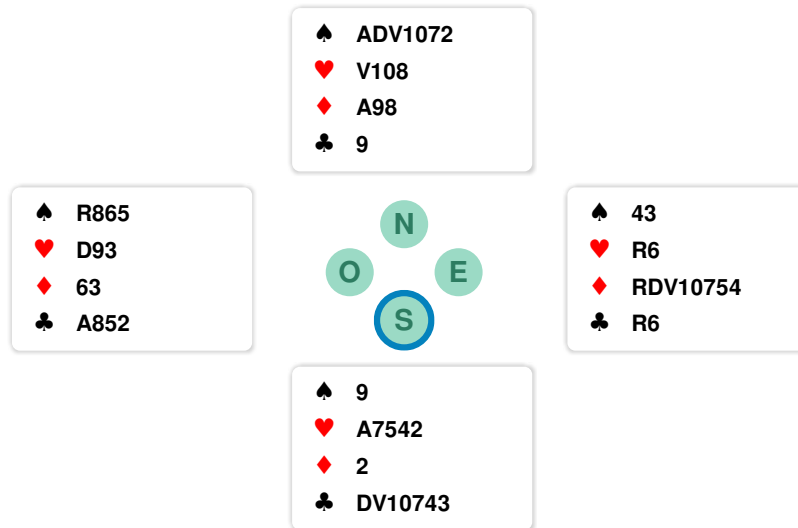 ♠ ADV1072
♥ V108
♦ A98
♣ 9
♠ R865
♥ D93
♦ 63
♣ A852
N
O E
S
♠ 43
♥ R6
♦ RDV10754
♣ R6
♠ 9
♥ A7542
♦ 2
♣ DV10743